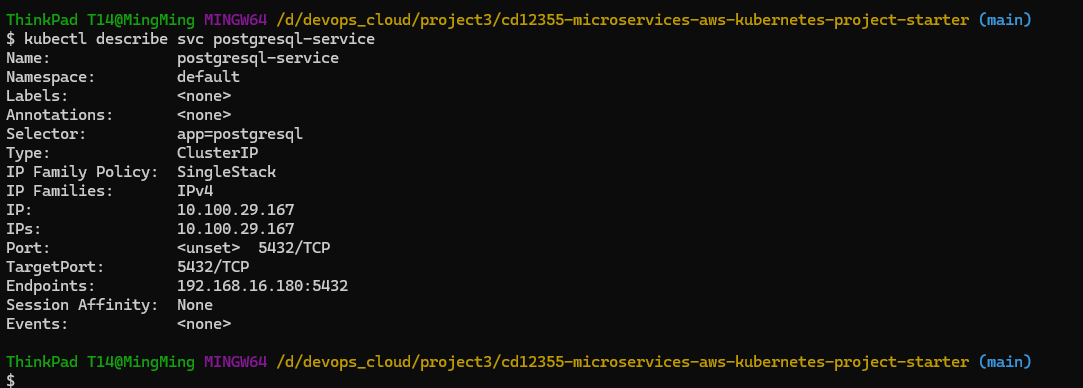 ThinkPad T14@MingMing MINGW64 /d/devops_cloud/project3/cd12355-microservices-aws-kubernetes-project-starter (main)
$ kubectl describe svc postgresql-service
Name:              postgresql-service
Namespace:         default
Labels:            <none>
Annotations:       <none>
Selector:          app=postgresql
Type:              ClusterIP
IP Family Policy:  SingleStack
IP Families:       IPv4
IP:                10.100.29.167
IPs:               10.100.29.167
Port:              <unset>  5432/TCP
TargetPort:        5432/TCP
Endpoints:         192.168.16.180:5432
Session Affinity:  None
Events:            <none>
ThinkPad T14@MingMing MINGW64 /d/devops_cloud/project3/cd12355-microservices-aws-kubernetes-project-starter (main)
$